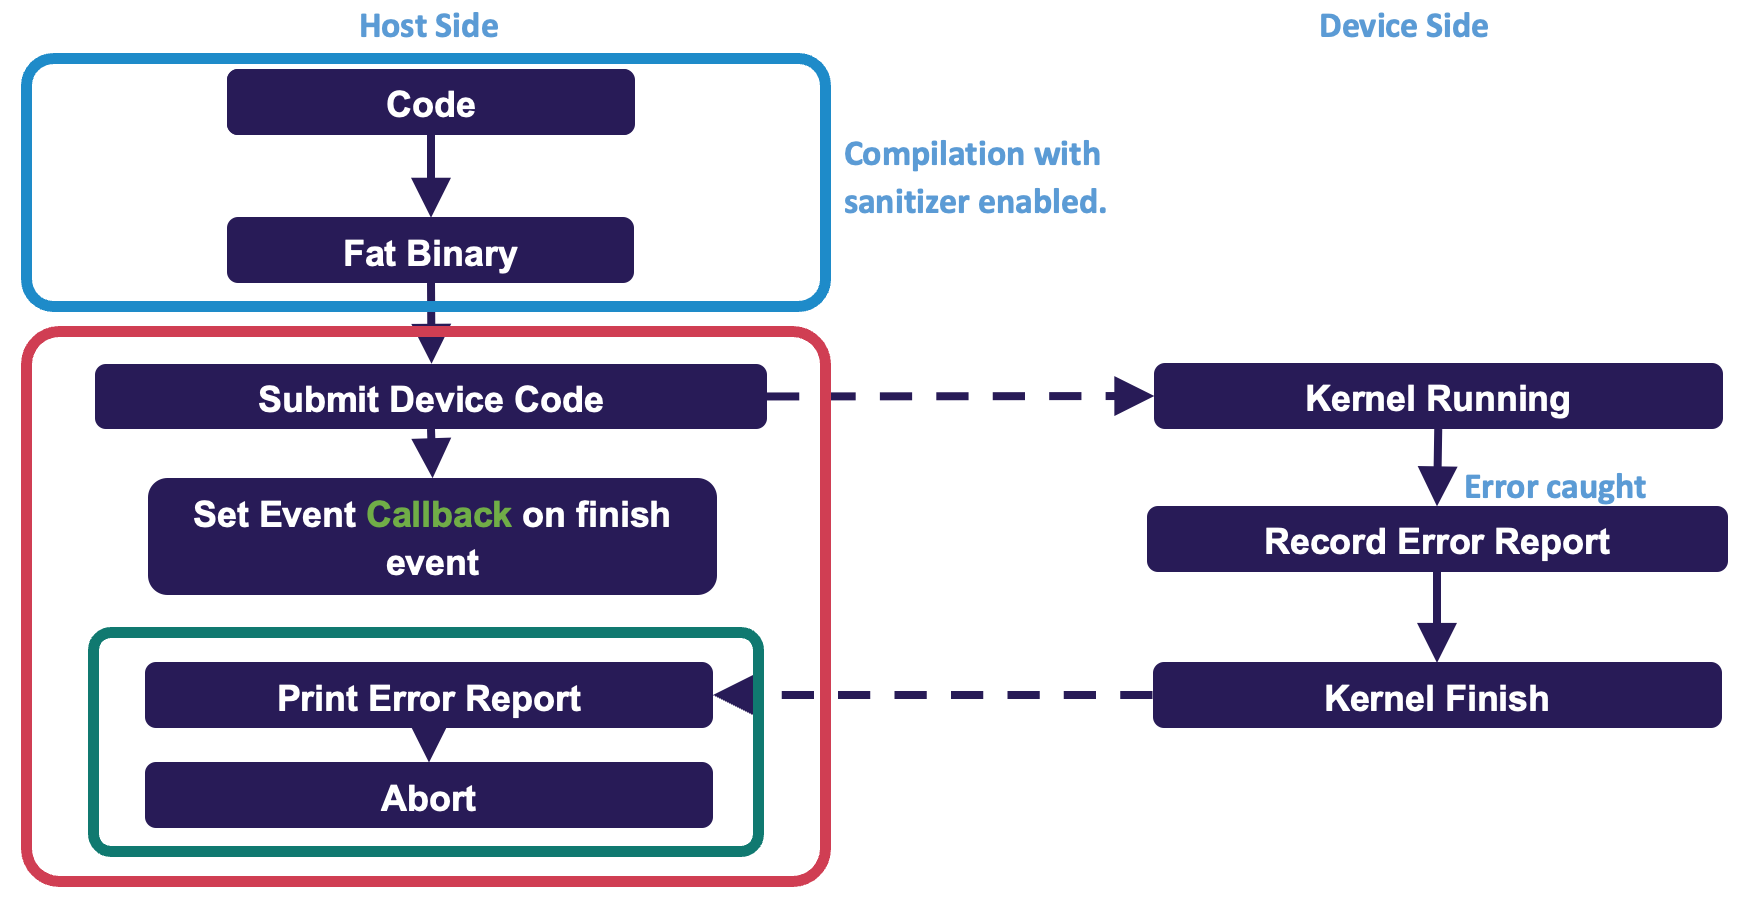 Host Side
Device Side
Code
Compilation with
sanitizer enabled.
Fat Binary
Submit Device Code
Kernel Running
Set Event Callback on finish
event
Error caught
Record Error Report
Print Error Report
Kernel Finish
Abort